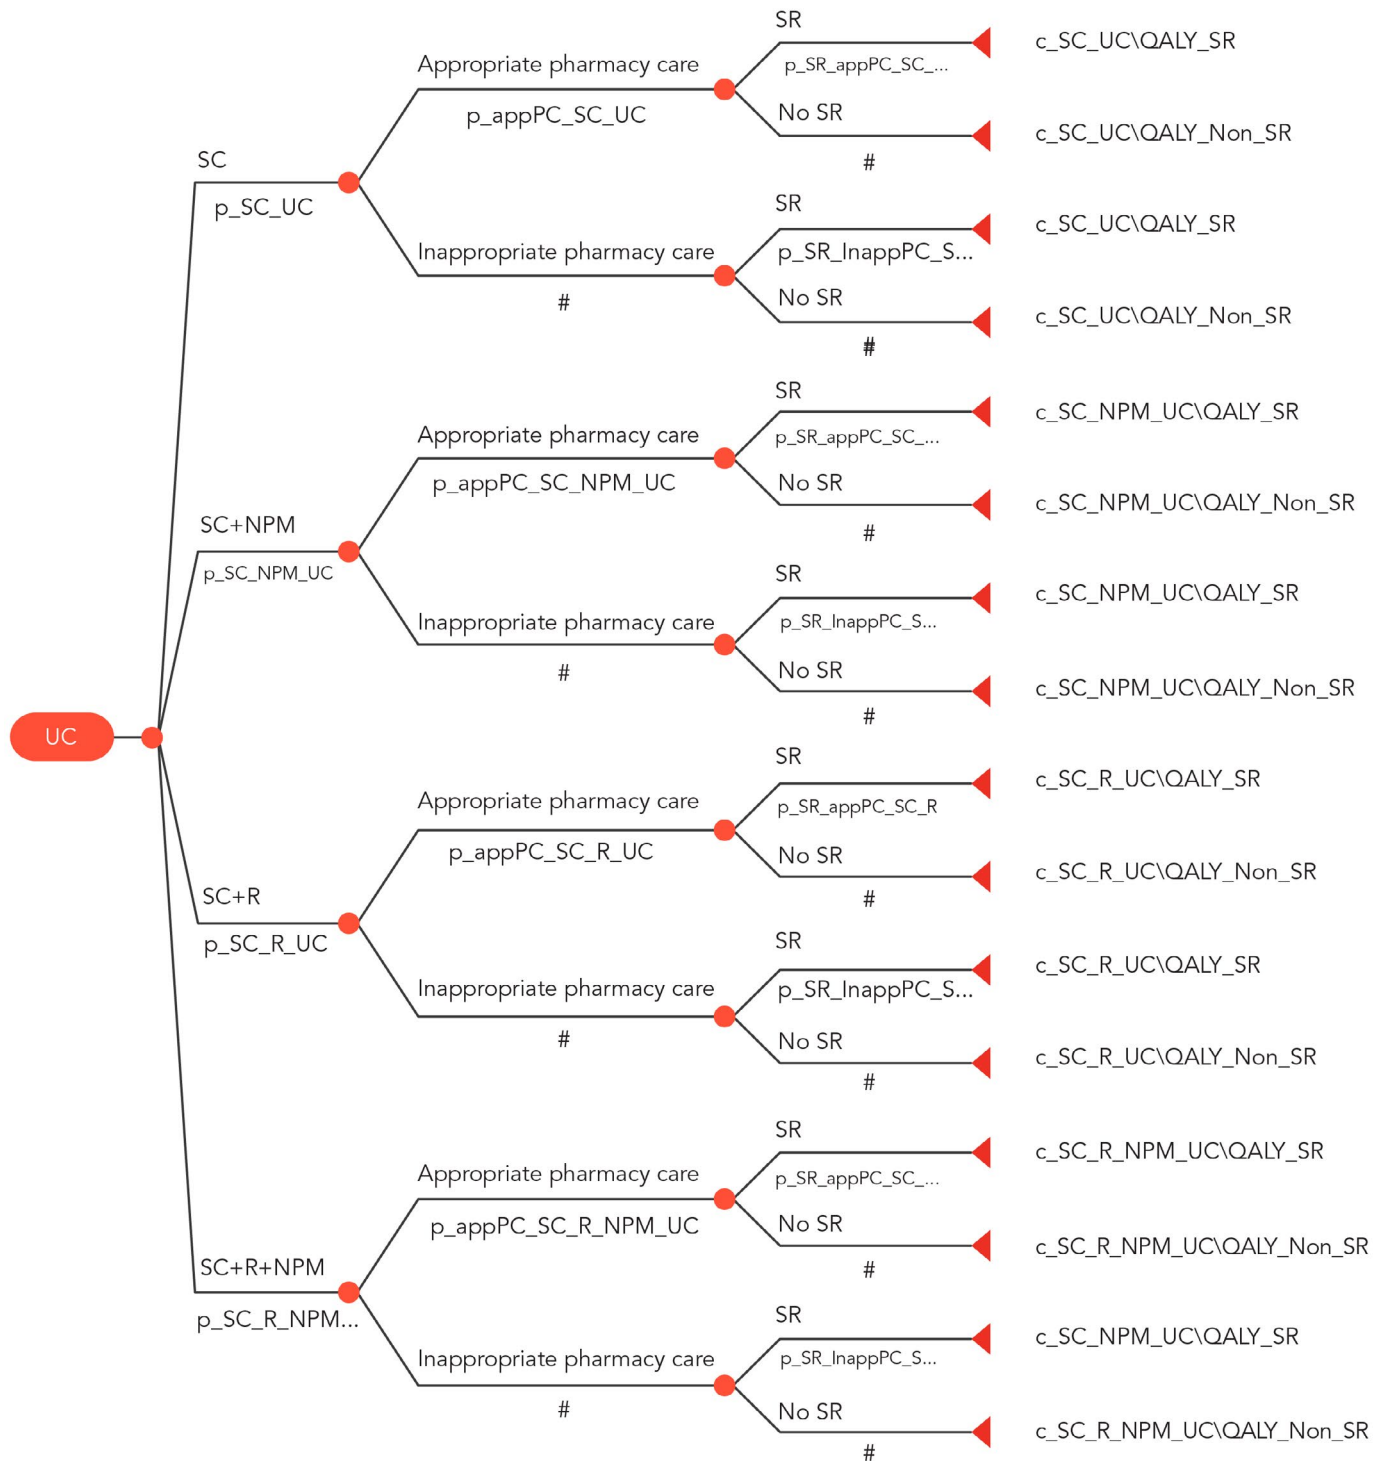 SR
c_SC_UC\QALY_SR
Appropriate pharmacy care
p_SR_appPC_SC_...
p_appPC_SC_UC
No SR
c_SC_UC\QALY_Non_SR
#
SC
p_SC_UC
SR
c_SC_UC\QALY_SR
Inappropriate pharmacy care
p_SR_InappPC_S...
#
No SR
c_SC_UC\QALY_Non_SR
#
SR
c_SC_NPM_UC\QALY_SR
Appropriate pharmacy care
p_SR_appPC_SC_...
p_appPC_SC_NPM_UC
No SR
c_SC_NPM_UC\QALY_Non_SR
#
SC+NPM
p_SC_NPM_UC
SR
c_SC_NPM_UC\QALY_SR
Inappropriate pharmacy care
p_SR_InappPC_S...
#
No SR
c_SC_NPM_UC\QALY_Non_SR
#
UC
SR
c_SC_R_UC\QALY_SR
Appropriate pharmacy care
p_SR_appPC_SC_R
p_appPC_SC_R_UC
No SR
c_SC_R_UC\QALY_Non_SR
#
SC+R
p_SC_R_UC
SR
c_SC_R_UC\QALY_SR
Inappropriate pharmacy care
p_SR_InappPC_S...
#
No SR
c_SC_R_UC\QALY_Non_SR
#
SR
c_SC_R_NPM_UC\QALY_SR
Appropriate pharmacy care
p_SR_appPC_SC_...
p_appPC_SC_R_NPM_UC
No SR
c_SC_R_NPM_UC\QALY_Non_SR
#
SC+R+NPM
p_SC_R_NPM...
SR
c_SC_NPM_UC\QALY_SR
Inappropriate pharmacy care
p_SR_InappPC_S...
#
No SR
c_SC_R_NPM_UC\QALY_Non_SR
#